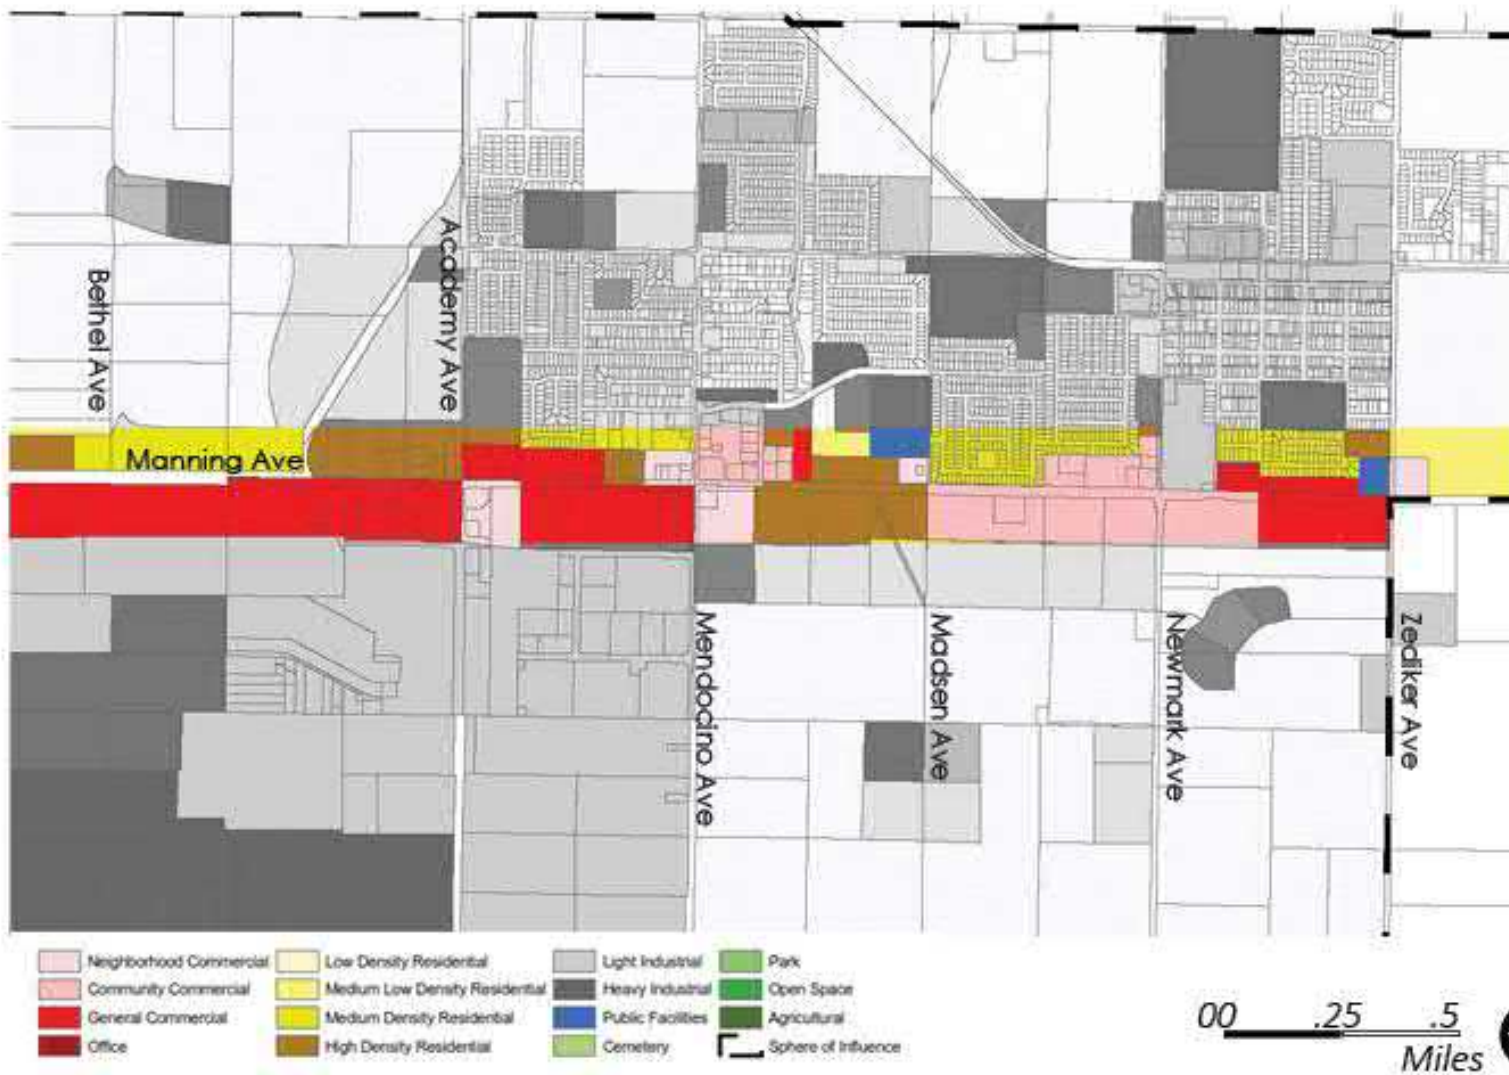 Bethel Ave
Academy Ave
Manning Ave
Mendocino Ave
Madsen Ave
Newmark Ave
Zediker Ave
Neighborhood Commercial
Community Commercial
General Commercial
Office
Low Density Residential
Medium Low Density Residential
Medium Density Residential
High Density Residential
Light Industrial
Heavy Industrial
Public Facilities
Cemetery
Park
Open Space
Agricultural
Sphere of Influence
00 .25 .5
Miles